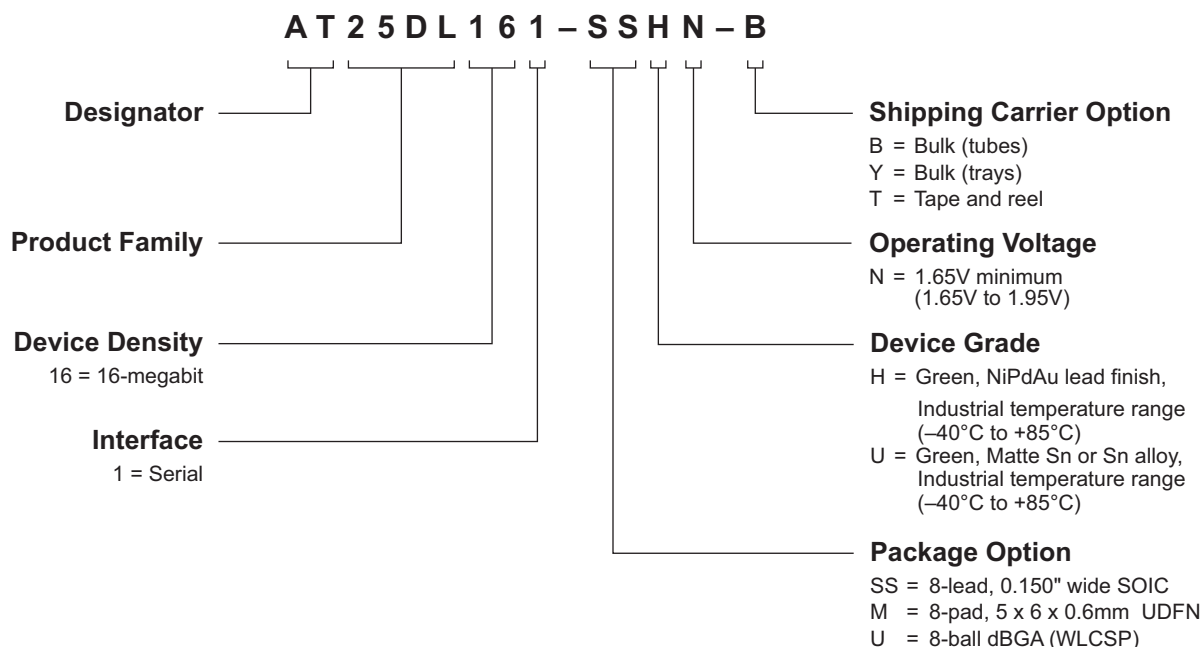 A T 2 5 D L 1 6 1 – S S H N – B
Designator
Product Family
Device Density
16 = 16-megabit
Interface
1 = Serial
Shipping Carrier Option
B = Bulk (tubes)
Y = Bulk (trays)
T = Tape and reel
Operating Voltage
N = 1.65V minimum
(1.65V to 1.95V)
Device Grade
H = Green, NiPdAu lead finish,
Industrial temperature range
(–40°C to +85°C)
U = Green, Matte Sn or Sn alloy,
Industrial temperature range
(–40°C to +85°C)
Package Option
SS = 8-lead, 0.150" wide SOIC
M = 8-pad, 5 x 6 x 0.6mm UDFN
U = 8-ball dBGA (WLCSP)